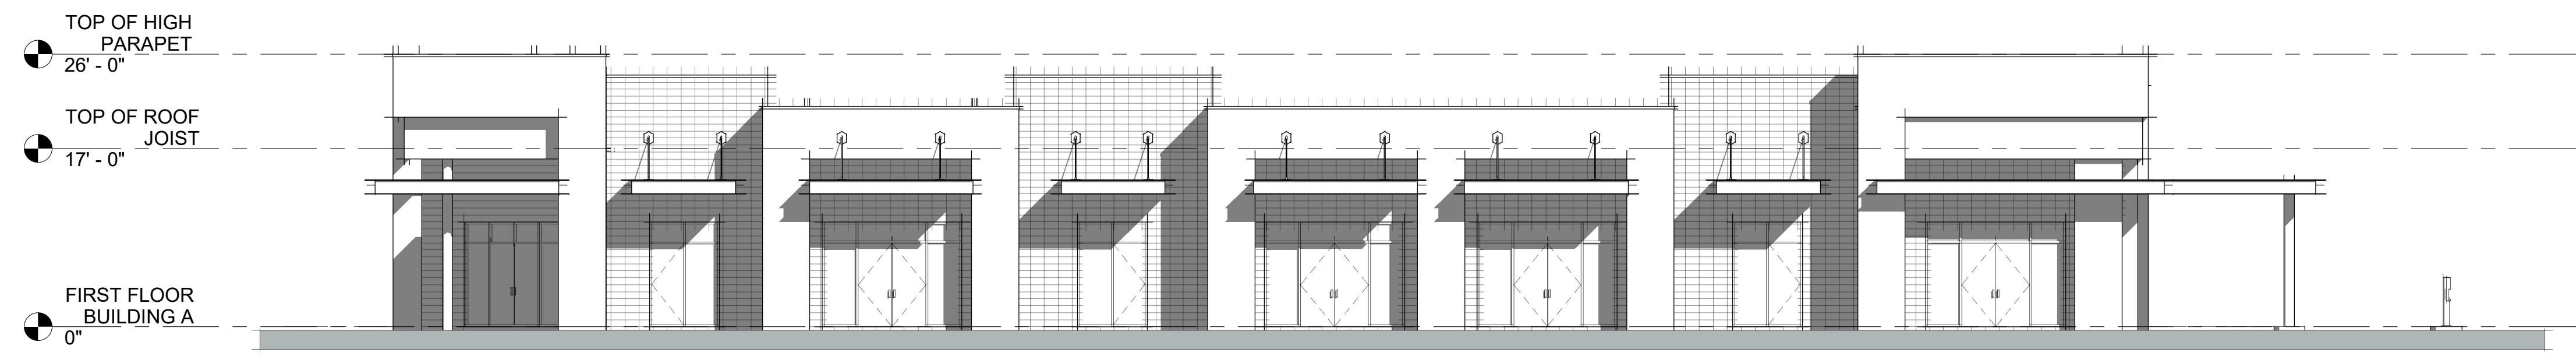 TOP OF HIGH
PARAPET
26' - 0"
TOP OF ROOF
JOIST
17' - 0"
FIRST FLOOR
BUILDING A
0"